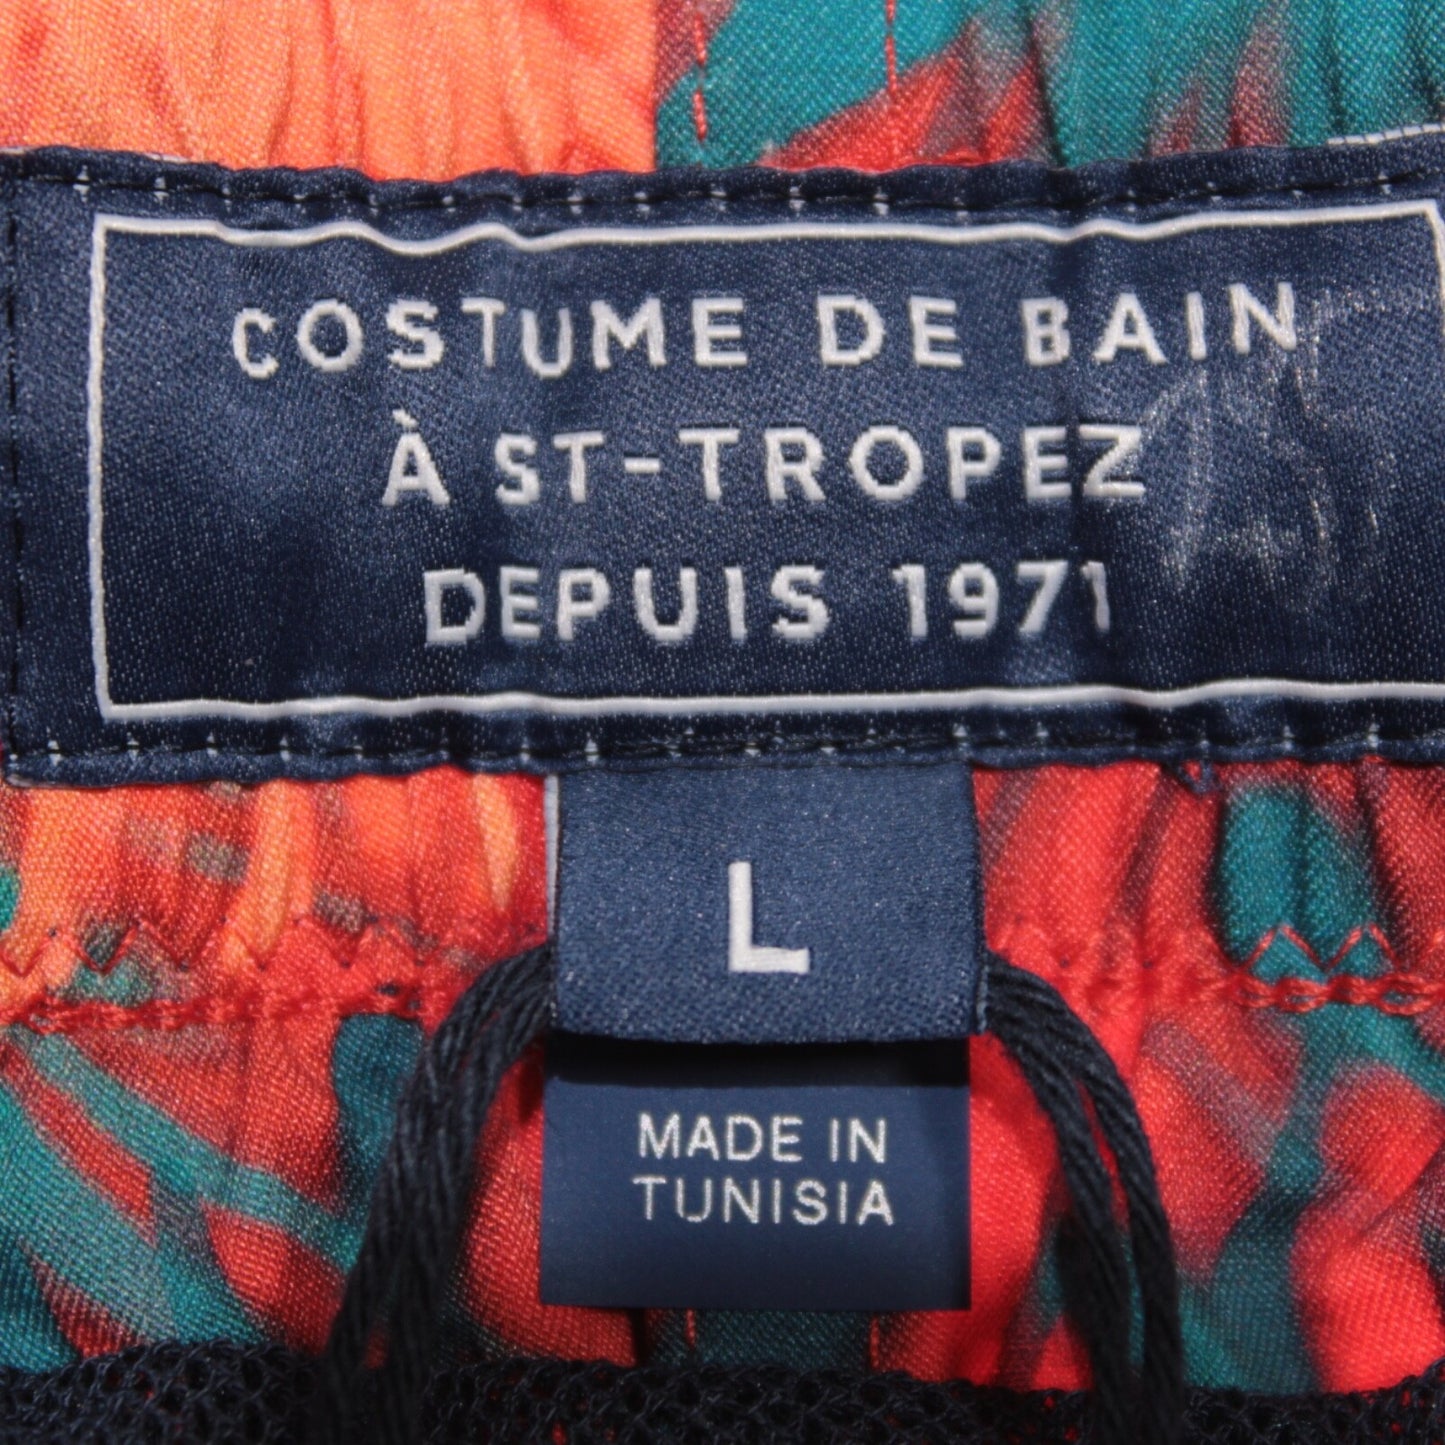 COSTUME DE BAIN
À ST-TROPEZ
DEPUIS 1971
L
MADE IN
TUNISIA